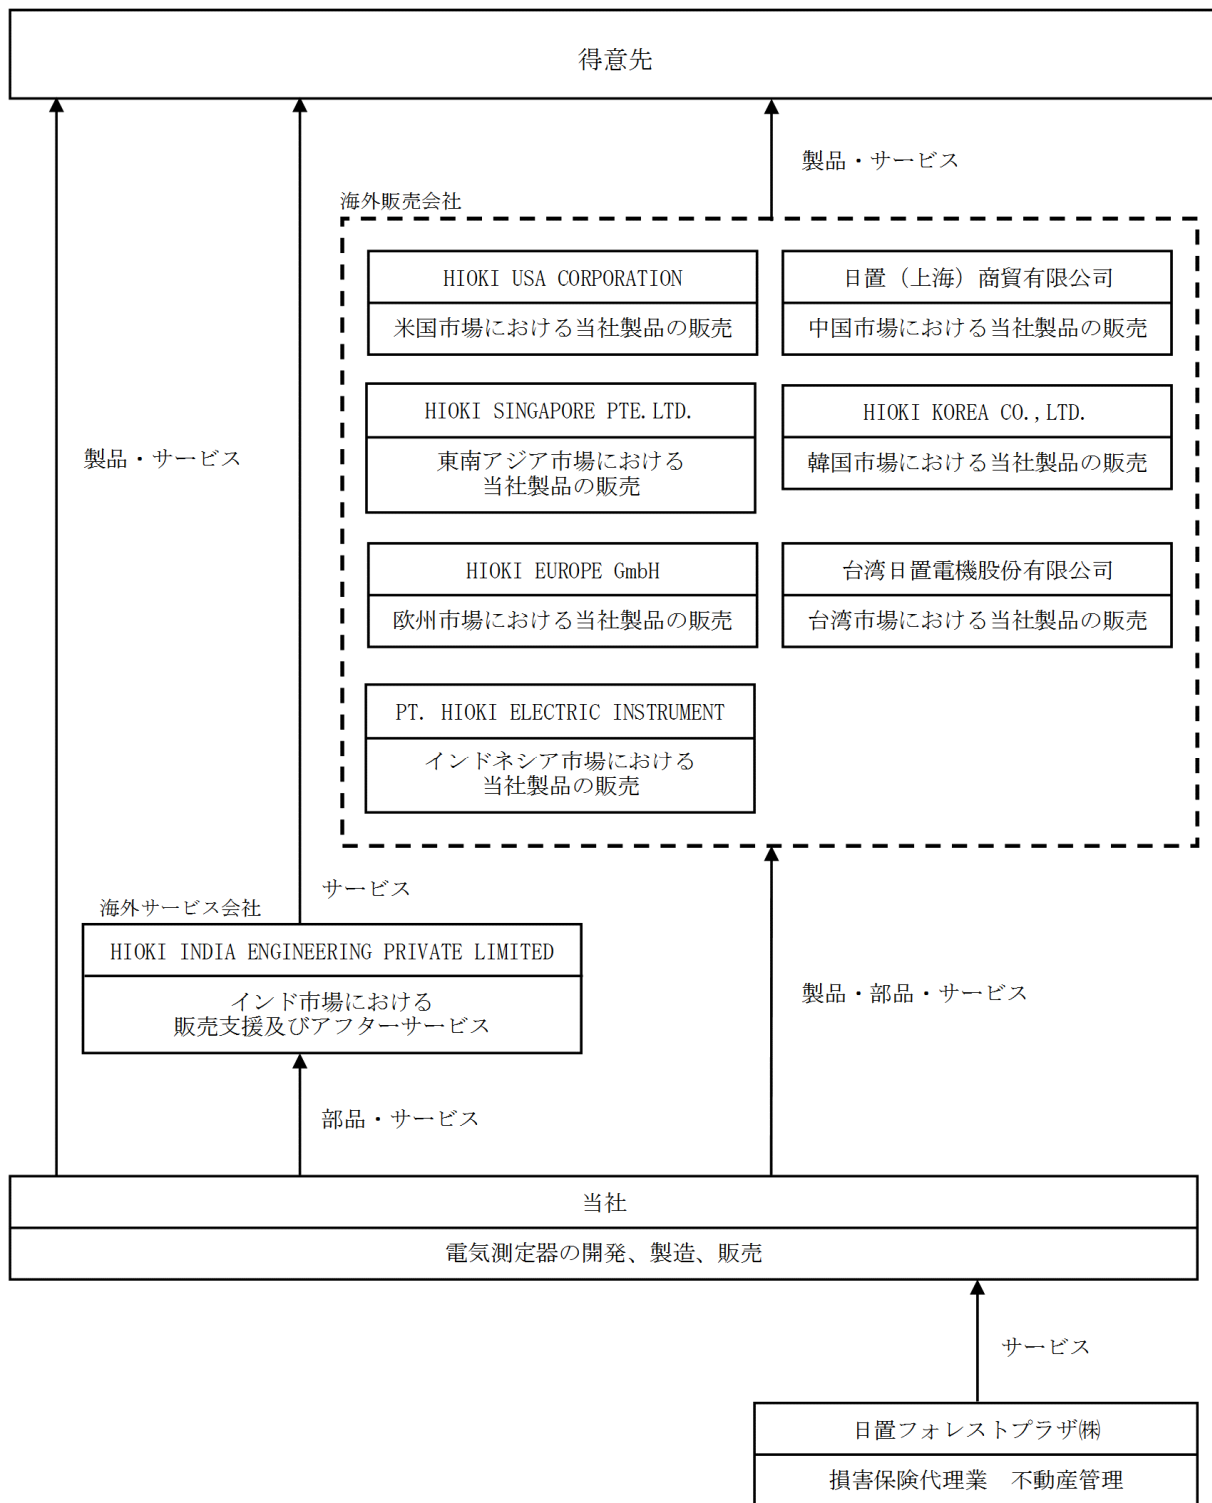 得意先
製品・サービス
海外販売会社
HIOKI USA CORPORATION
米国市場における当社製品の販売
日置（上海）商貿有限公司
中国市場における当社製品の販売
HIOKI SINGAPORE PTE.LTD.
東南アジア市場における
当社製品の販売
HIOKI KOREA CO.,LTD.
韓国市場における当社製品の販売
製品・サービス
HIOKI EUROPE GmbH
欧州市場における当社製品の販売
台湾日置電機股份有限公司
台湾市場における当社製品の販売
PT. HIOKI ELECTRIC INSTRUMENT
インドネシア市場における
当社製品の販売
サービス
海外サービス会社
HIOKI INDIA ENGINEERING PRIVATE LIMITED
インド市場における
販売支援及びアフターサービス
製品・部品・サービス
部品・サービス
当社
電気測定器の開発、製造、販売
サービス
日置フォレストプラザ㈱
損害保険代理業　不動産管理